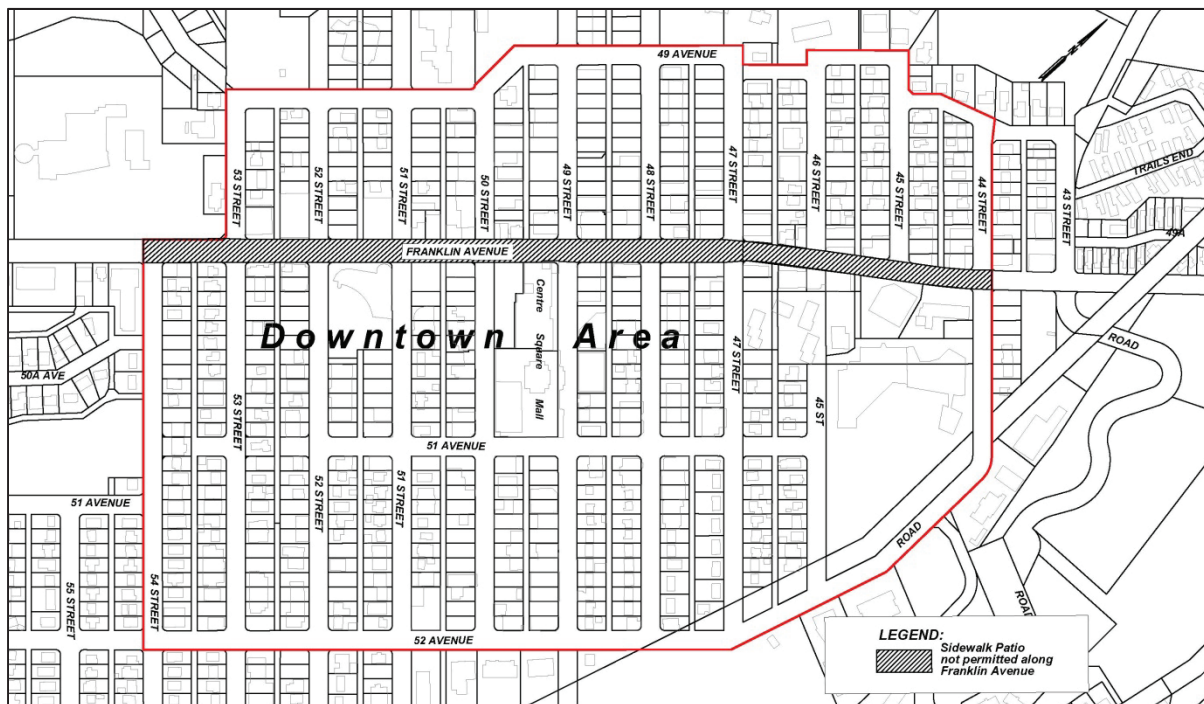 49 AVENUE
N
53 STREET
52 STREET
51 STREET
50 STREET
49 STREET
48 STREET
47 STREET
46 STREET
45 STREET
44 STREET
43 STREET
TRAILS END
49A
FRANKLIN AVENUE
Centre Square Mall
Downtown Area
47 STREET
ROAD
50A AVE
53 STREET
45 ST
51 AVENUE
52 STREET
51 STREET
51 AVENUE
ROAD
54 STREET
55 STREET
ROAD
52 AVENUE
LEGEND:
Sidewalk Patio
not permitted along
Franklin Avenue